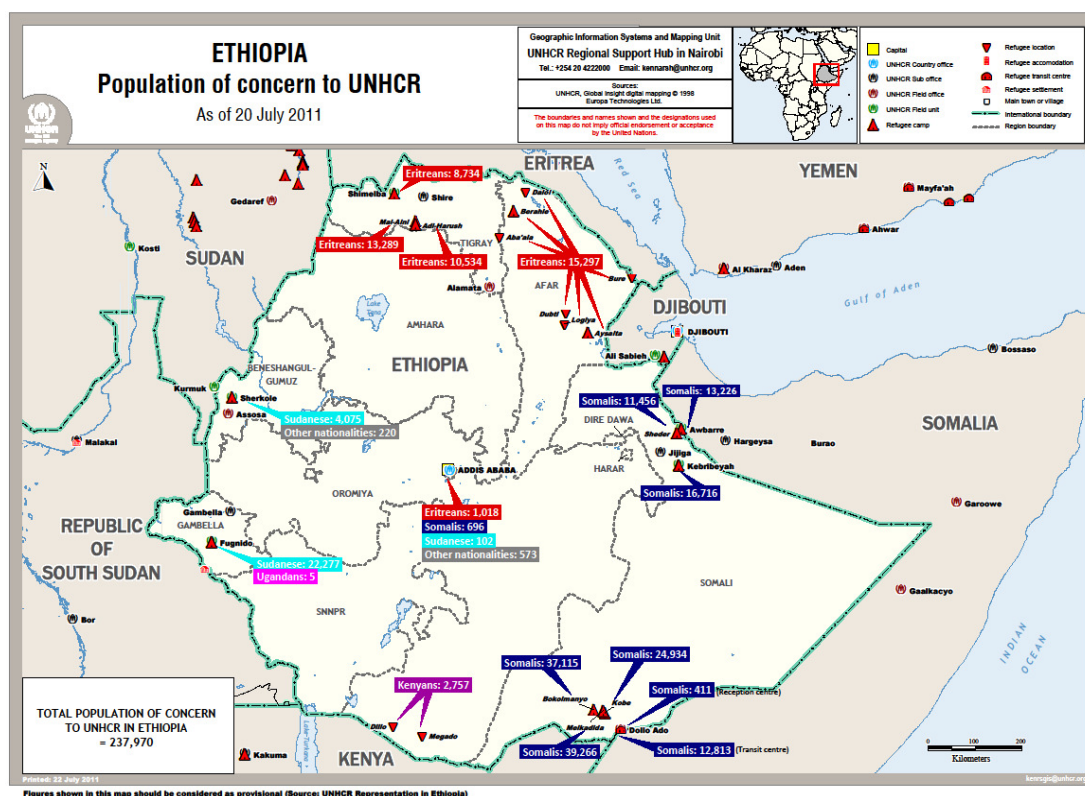 ETHIOPIA
Population of concern to UNHCR
As of 20 July 2011
UNHCR
Geographic Information Systems and Mapping Unit
UNHCR Regional Support Hub in Nairobi
Tel.: +254 20 4222000 Email: kennarsh@unhcr.org
Sources:
UNHCR, Global Insight digital mapping © 1998
Europa Technologies Ltd.
The boundaries and names shown and the designations used
on this map do not imply official endorsement or acceptance
by the United Nations.
Capital
UNHCR Country office
UNHCR Sub office
UNHCR Field office
UNHCR Field unit
Refugee camp
Refugee location
Refugee accomodation
Refugee transit centre
Refugee settlement
Main town or village
International boundary
Region boundary
N
ERITREA
YEMEN
Red Sea
Eritreans: 8,734
Shimelba
Shire
Dalol
Berahle
Mayfa'ah
Gedaref
Mai-Aini
Adi-Harush
TIGRAY
Aba'ala
Ahwar
Kosti
SUDAN
Eritreans: 13,289
Eritreans: 10,534
Eritreans: 15,297
Al Kharaz
Aden
Alamata
AFAR
Bure
Gulf of Aden
Lake
Tana
AMHARA
Dubti
Logiya
Aysaita
DJIBOUTI
DJIBOUTI
ETHIOPIA
Ali Sabieh
Bossaso
BENESHANGUL-
GUMUZ
Kurmuk
Sherkole
Assosa
Sudanese: 4,075
Other nationalities: 220
Somalis: 11,456
Somalis: 13,226
SOMALIA
Malakal
DIRE DAWA
Sheder
Awbarre
Hargeysa
Burao
Jijiga
HARAR
Kebribeyah
ADDIS ABABA
Somalis: 16,716
Garoowe
OROMIYA
Eritreans: 1,018
Somalis: 696
Sudanese: 102
Other nationalities: 573
Gambella
GAMBELLA
REPUBLIC
OF
SOUTH SUDAN
Fugnido
Sudanese: 22,277
Ugandans: 5
SOMALI
Gaalkacyo
SNNPR
Bor
INDIAN
OCEAN
Somalis: 37,115
Somalis: 24,934
Kenyans: 2,757
Somalis: 411
(Reception centre)
Bokolmanyo
Kobe
TOTAL POPULATION OF CONCERN
TO UNHCR IN ETHIOPIA
= 237,970
Dillo
Megado
Melkadida
Dollo Ado
Lake Turkana
Kakuma
KENYA
Somalis: 39,266
Somalis: 12,813
(Transit centre)
0 100 200
Kilometers
Printed: 22 July 2011
kenrsgis@unhcr.org
Figures shown in this map should be considered as provisional (Source: UNHCR Representation in Ethiopia)